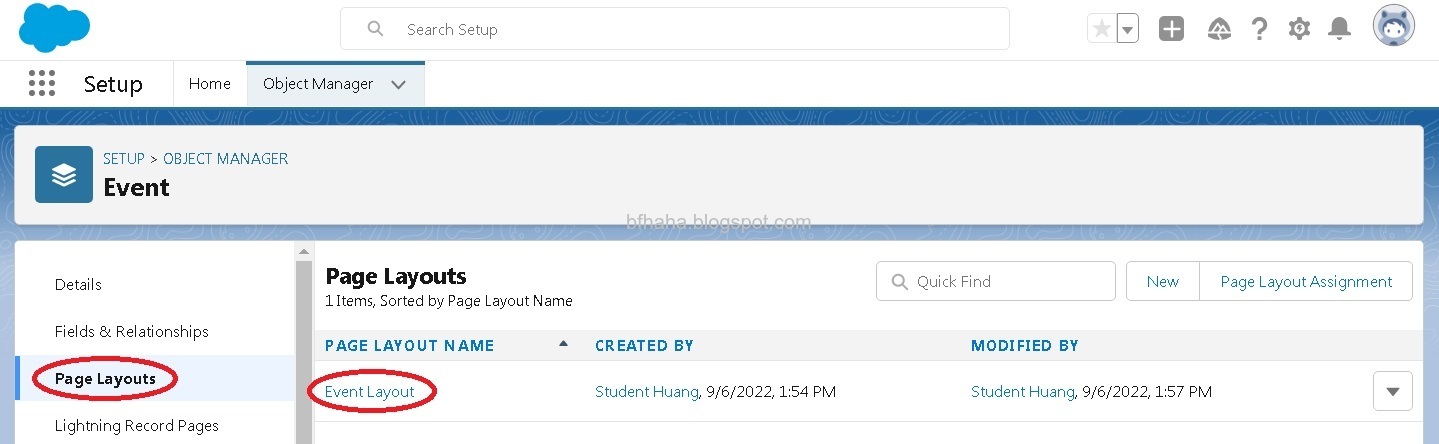 Search Setup
Setup Home Object Manager
SETUP > OBJECT MANAGER
Event
bfhaha.blogspot.com
Details
Fields & Relationships
Page Layouts
Lightning Record Pages
Page Layouts
1 Items, Sorted by Page Layout Name
Quick Find New Page Layout Assignment
PAGE LAYOUT NAME CREATED BY MODIFIED BY
Event Layout Student Huang, 9/6/2022, 1:54 PM Student Huang, 9/6/2022, 1:57 PM